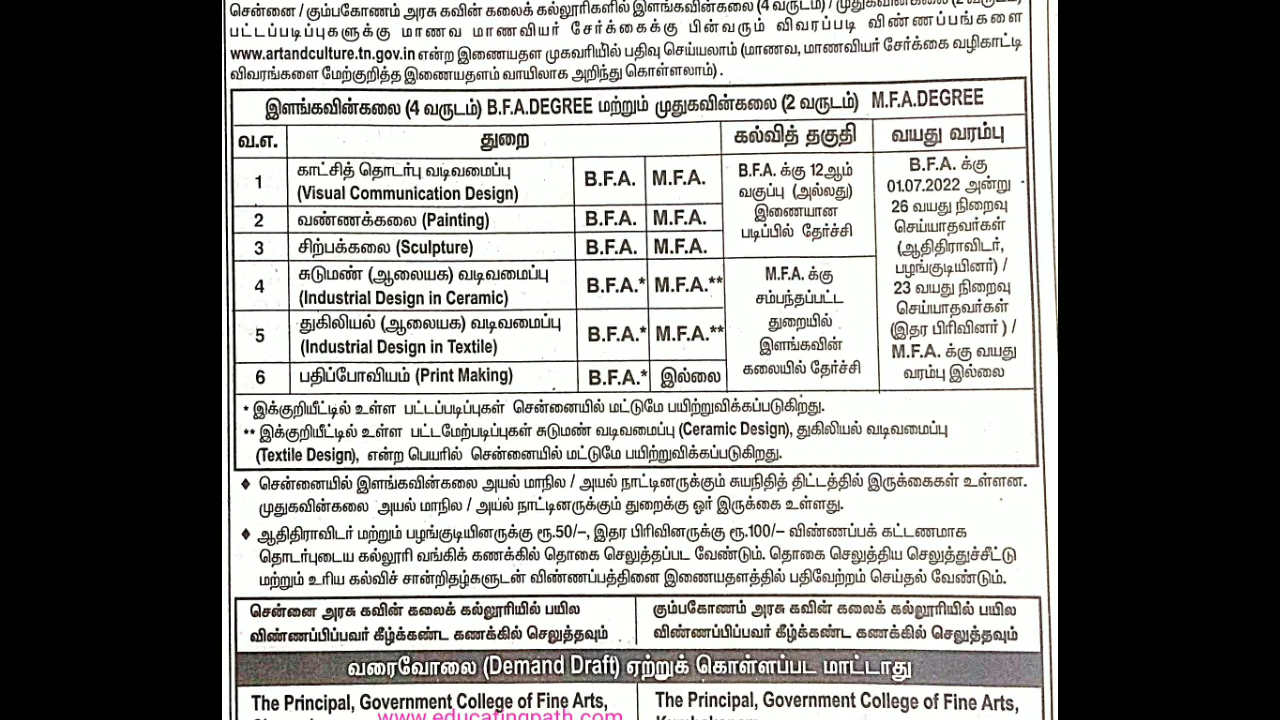 சென்னை / கும்பகோணம் அரசு கவின் கலைக் கல்லூரிகளில் இளங்கவின்கலை (4 வருடம்) / முதுகவின்கலை (2 வருடம்)
பட்டப்படிப்புகளுக்கு மாணவ மாணவியர் சேர்க்கைக்கு பின்வரும் விவரப்படி விண்ணப்பங்களை
www.artandculture.tn.gov.in என்ற இணையதள முகவரியில் பதிவு செய்யலாம் (மாணவ, மாணவியர் சேர்க்கை வழிகாட்டி
விவரங்களை மேற்குறித்த இணையதளம் வாயிலாக அறிந்து கொள்ளலாம்).
இளங்கவின்கலை (4 வருடம்) B.F.A.DEGREE மற்றும் முதுகவின்கலை (2 வருடம்) M.F.A.DEGREE
வ.எ. துறை கல்வித் தகுதி வயது வரம்பு
1 காட்சித் தொடர்பு வடிவமைப்பு
(Visual Communication Design) B.F.A. M.F.A.
2 வண்ணக்கலை (Painting) B.F.A. M.F.A.
3 சிற்பக்கலை (Sculpture) B.F.A. M.F.A.
4 சுடுமண் (ஆலையக) வடிவமைப்பு
(Industrial Design in Ceramic) B.F.A.* M.F.A.**
5 துகிலியல் (ஆலையக) வடிவமைப்பு
(Industrial Design in Textile) B.F.A.* M.F.A.**
6 பதிப்போவியம் (Print Making) B.F.A.* இல்லை
B.F.A. க்கு 12ஆம்
வகுப்பு (அல்லது)
இணையான
படிப்பில் தேர்ச்சி
M.F.A. க்கு
சம்பந்தப்பட்ட
துறையில்
இளங்கவின்
கலையில் தேர்ச்சி
B.F.A. க்கு
01.07.2022 அன்று
26 வயது நிறைவு
செய்யாதவர்கள்
(ஆதிதிராவிடர்,
பழங்குடியினர்) /
23 வயது நிறைவு
செய்யாதவர்கள்
(இதர பிரிவினர் ) /
M.F.A. க்கு வயது
வரம்பு இல்லை
* இக்குறியீட்டில் உள்ள பட்டப்படிப்புகள் சென்னையில் மட்டுமே பயிற்றுவிக்கப்படுகிறது.
** இக்குறியீட்டில் உள்ள பட்டமேற்படிப்புகள் சுடுமண் வடிவமைப்பு (Ceramic Design), துகிலியல் வடிவமைப்பு
(Textile Design), என்ற பெயரில் சென்னையில் மட்டுமே பயிற்றுவிக்கப்படுகிறது.
♦ சென்னையில் இளங்கவின்கலை அயல் மாநில / அயல் நாட்டினருக்கும் சுயநிதித் திட்டத்தில் இருக்கைகள் உள்ளன.
முதுகவின்கலை அயல் மாநில / அயல் நாட்டினருக்கும் துறைக்கு ஓர் இருக்கை உள்ளது.
♦ ஆதிதிராவிடர் மற்றும் பழங்குடியினருக்கு ரூ.50/–, இதர பிரிவினருக்கு ரூ.100/– விண்ணப்பக் கட்டணமாக
தொடர்புடைய கல்லூரி வங்கிக் கணக்கில் தொகை செலுத்தப்பட வேண்டும். தொகை செலுத்திய செலுத்துச்சீட்டு
மற்றும் உரிய கல்விச் சான்றிதழ்களுடன் விண்ணப்பத்தினை இணையதளத்தில் பதிவேற்றம் செய்தல் வேண்டும்.
சென்னை அரசு கவின் கலைக் கல்லூரியில் பயில
விண்ணப்பிப்பவர் கீழ்க்கண்ட கணக்கில் செலுத்தவும்
கும்பகோணம் அரசு கவின் கலைக் கல்லூரியில் பயில
விண்ணப்பிப்பவர் கீழ்க்கண்ட கணக்கில் செலுத்தவும்
வரைவோலை (Demand Draft) ஏற்றுக் கொள்ளப்பட மாட்டாது
The Principal, Government College of Fine Arts,
The Principal, Government College of Fine Arts,
www.educatingpath.com